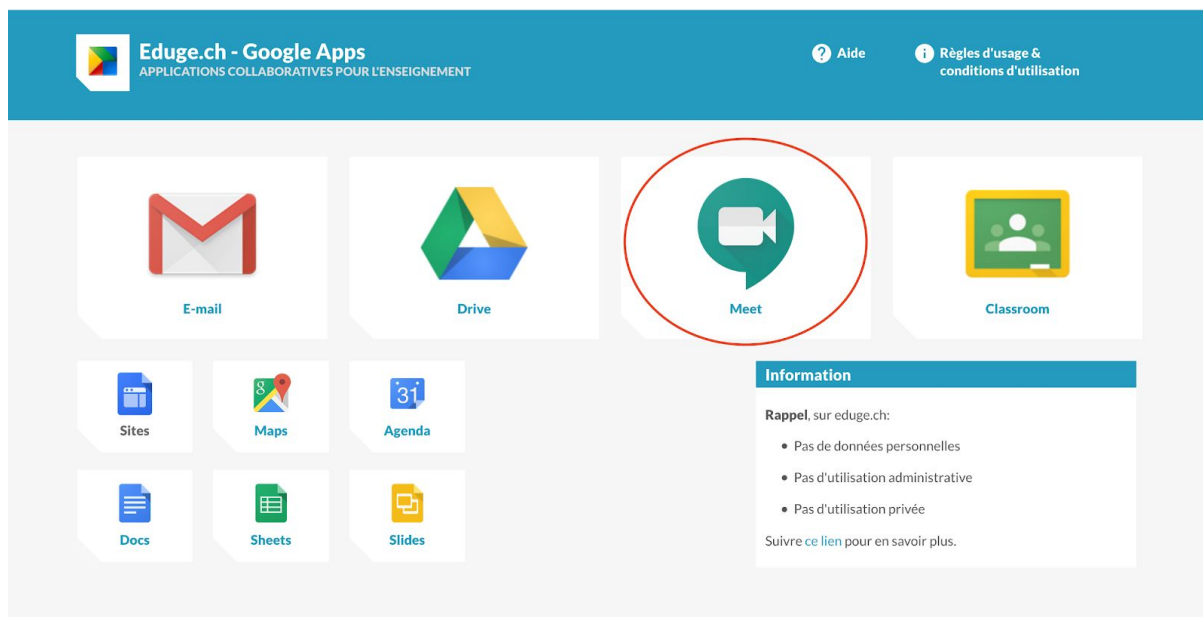 Eduge.ch - Google Apps
APPLICATIONS COLLABORATIVES POUR L'ENSEIGNEMENT
Aide
Règles d'usage &
conditions d'utilisation
E-mail
Drive
Meet
Classroom
Sites
Maps
Agenda
31
g
Docs
Sheets
Slides
Information
Rappel, sur eduge.ch:
• Pas de données personnelles
• Pas d'utilisation administrative
• Pas d'utilisation privée
Suivre ce lien pour en savoir plus.